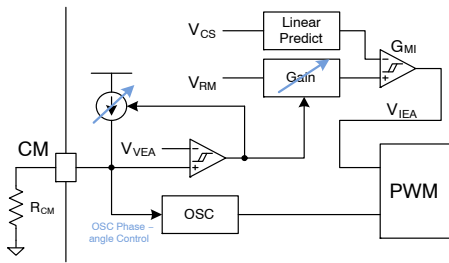 V_CS
Linear
Predict
G_MI
V_RM
Gain
V_IEA
CM
V_VEA
PWM
R_CM
OSC
OSC Phase –
angle Control